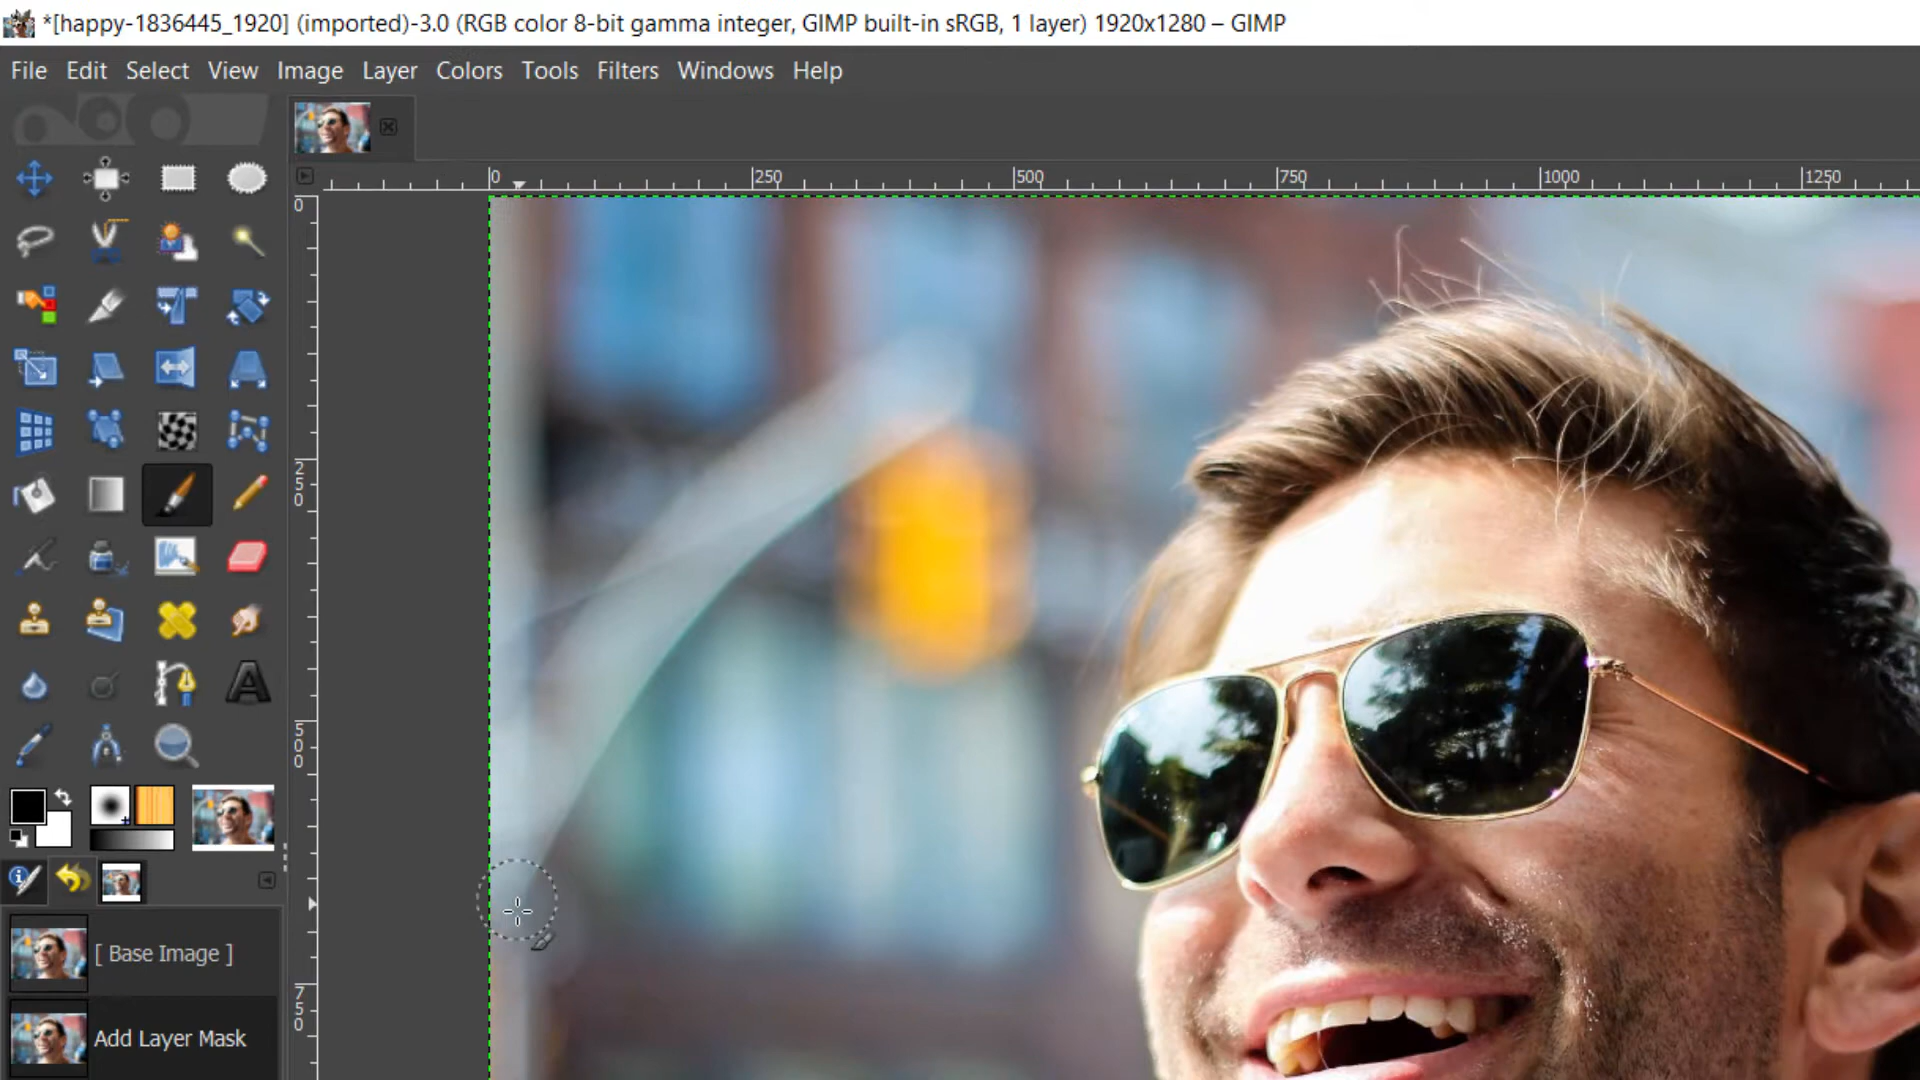 *[happy-1836445_1920] (imported)-3.0 (RGB color 8-bit gamma integer, GIMP built-in sRGB, 1 layer) 1920x1280 – GIMP
File Edit Select View Image Layer Colors Tools Filters Windows Help
0 250 500 750 1000 1250
0
250
500
750
[ Base Image ]
Add Layer Mask